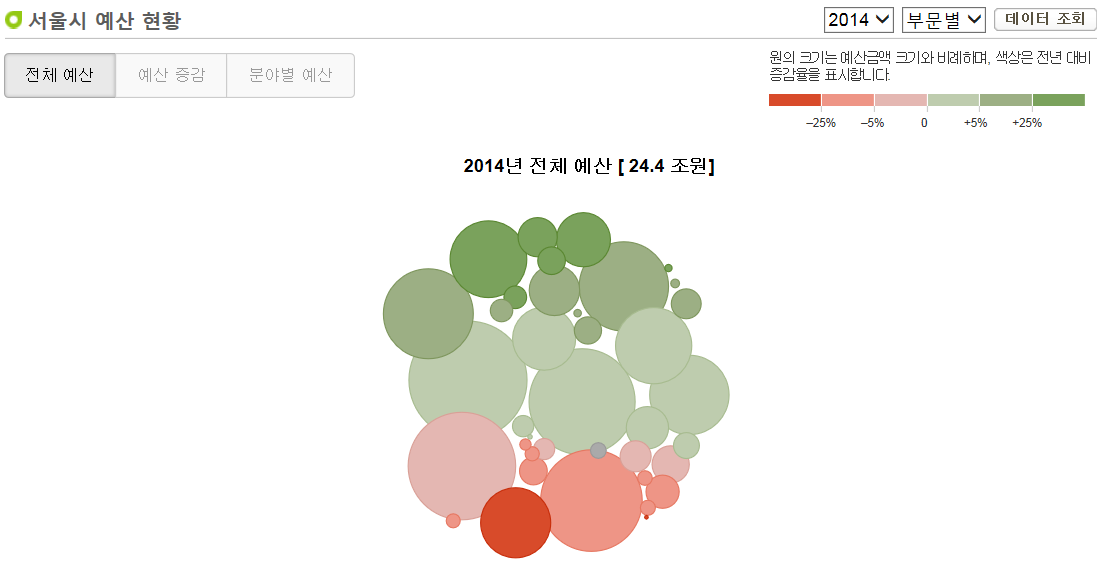 서울시 예산 현황
2014 부문별 데이터 조회
전체 예산 예산 증감 분야별 예산
원의 크기는 예산금액 크기와 비례하며, 색상은 전년 대비
증감율을 표시합니다.
–25% –5% 0 +5% +25%
2014년 전체 예산 [ 24.4 조원]